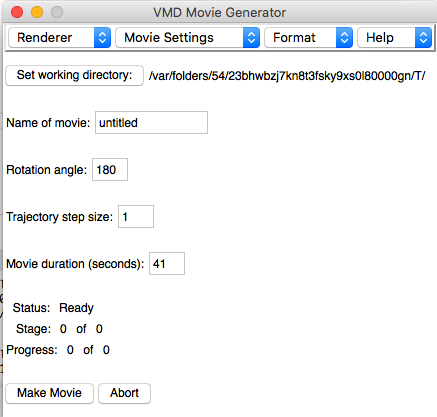 VMD Movie Generator
Renderer Movie Settings Format Help
Set working directory: /var/folders/54/23bhwbzj7kn8t3fsky9xs0l80000gn/T/
Name of movie: untitled
Rotation angle: 180
Trajectory step size: 1
Movie duration (seconds): 41
Status: Ready
Stage: 0 of 0
Progress: 0 of 0
Make Movie Abort